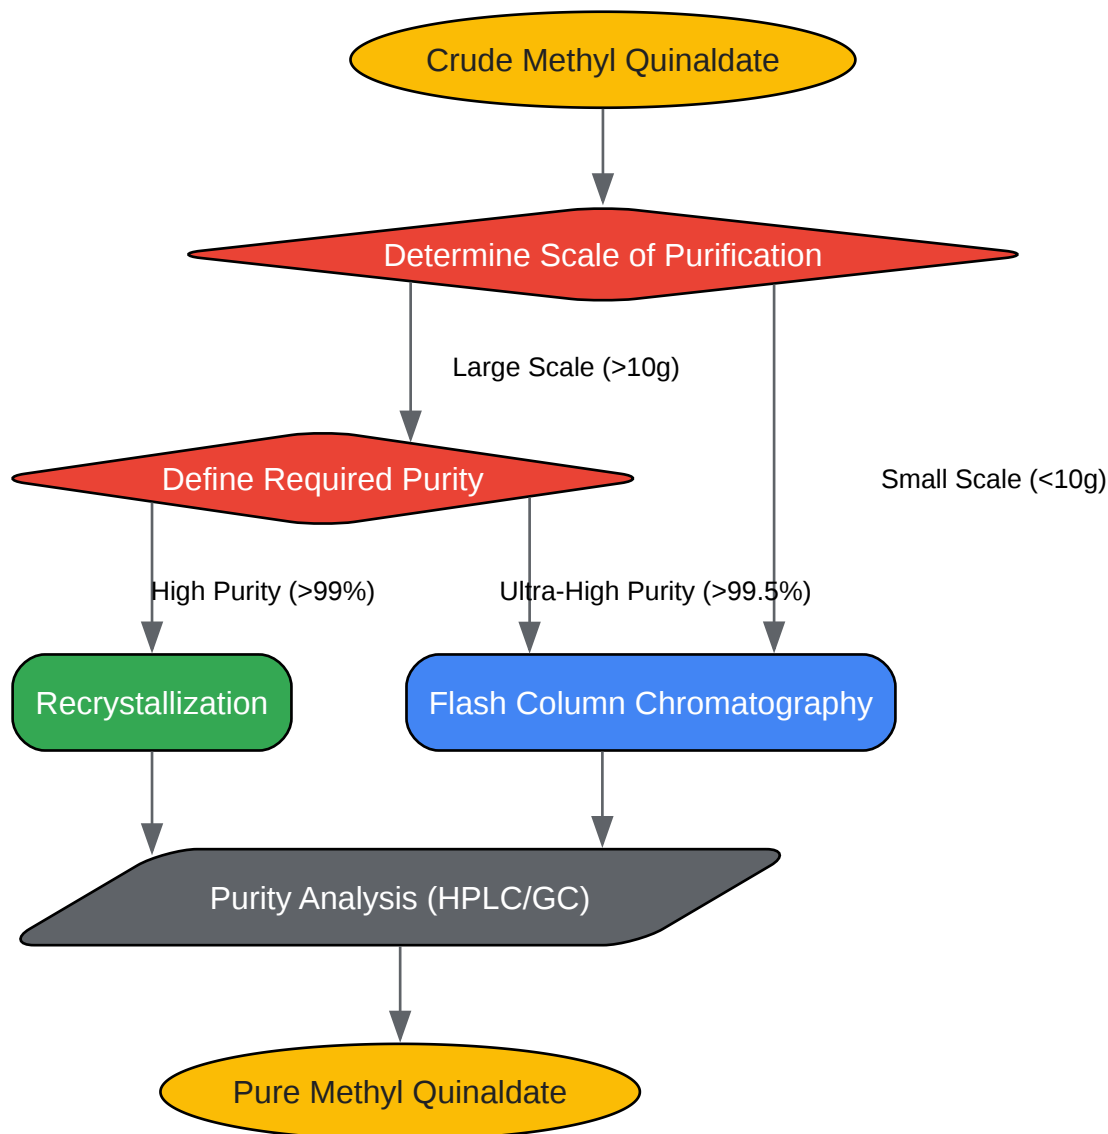 Crude Methyl Quinaldate
Determine Scale of Purification
Large Scale (>10g)
Define Required Purity
Small Scale (<10g)
High Purity (>99%)
Ultra-High Purity (>99.5%)
Recrystallization
Flash Column Chromatography
Purity Analysis (HPLC/GC)
Pure Methyl Quinaldate